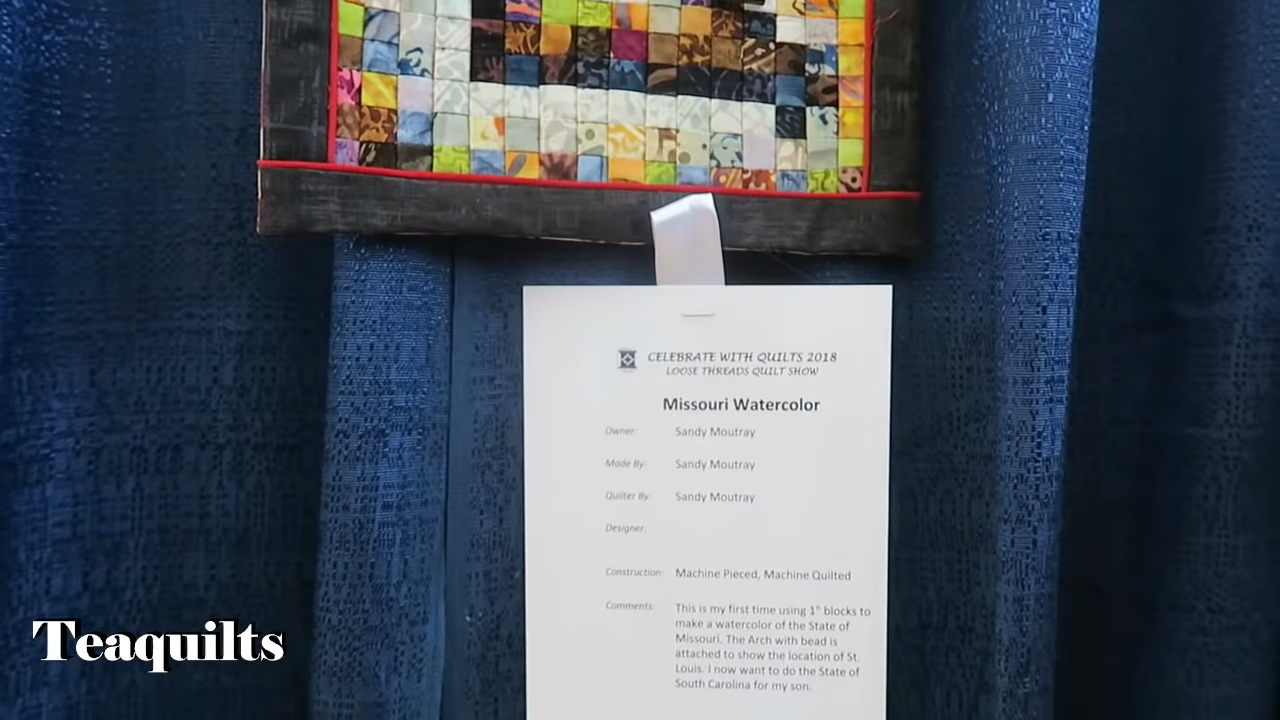 CELEBRATE WITH QUILTS 2018
LOOSE THREADS QUILT SHOW
Missouri Watercolor
Owner: Sandy Moutray
Made By: Sandy Moutray
Quilter By: Sandy Moutray
Designer:
Construction: Machine Pieced, Machine Quilted
Comments: This is my first time using 1" blocks to
make a watercolor of the State of
Missouri. The Arch with bead is
attached to show the location of St.
Louis. I now want to do the State of
South Carolina for my son.
Teaquilts